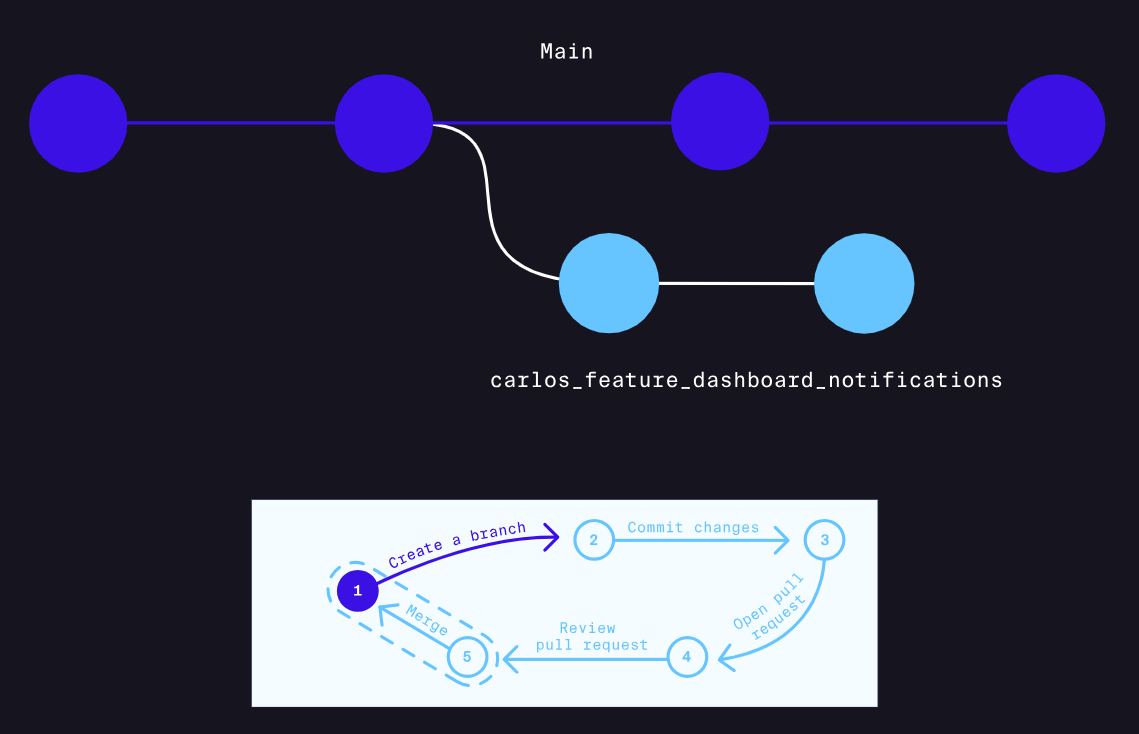 Main
carlos_feature_dashboard_notifications
Create a branch
2
Commit changes
3
1
Merge
5
Review
pull request
4
Open pull
request